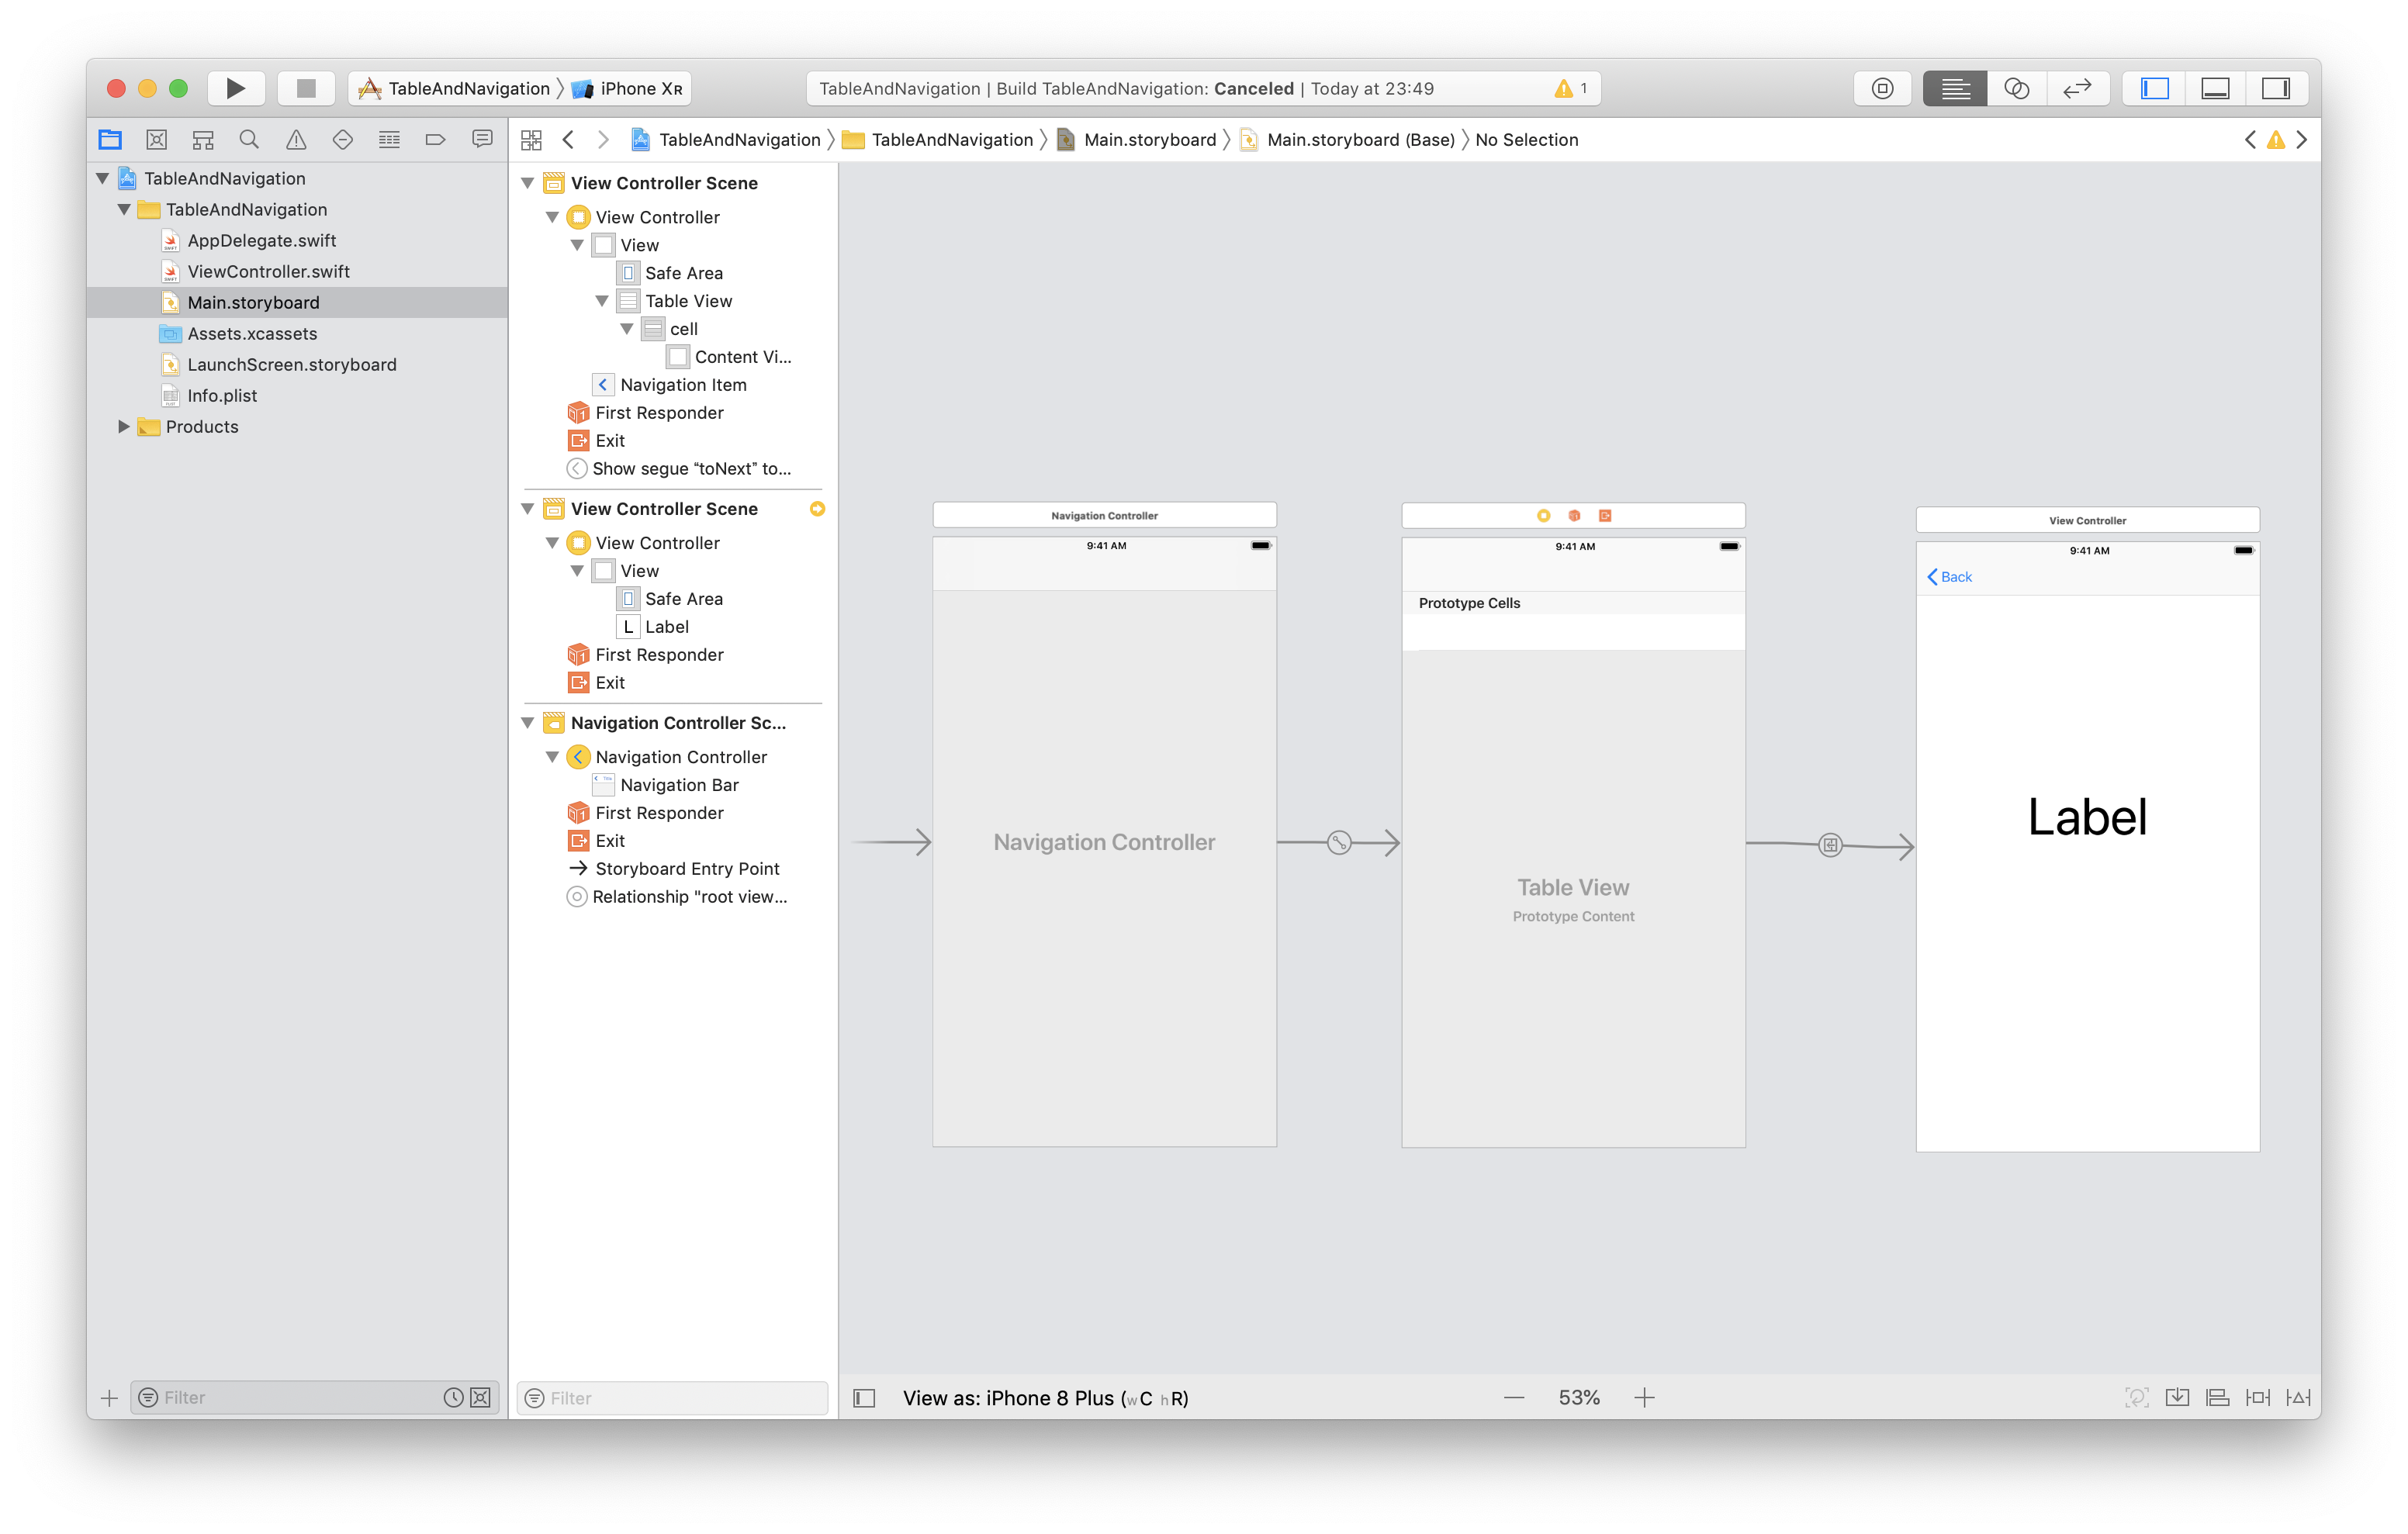 TableAndNavigation 〉 iPhone Xʀ
TableAndNavigation | Build TableAndNavigation: Canceled | Today at 23:49
1
TableAndNavigation 〉 TableAndNavigation 〉 Main.storyboard 〉 Main.storyboard (Base) 〉 No Selection
TableAndNavigation
TableAndNavigation
AppDelegate.swift
ViewController.swift
Main.storyboard
Assets.xcassets
LaunchScreen.storyboard
Info.plist
Products
Filter
View Controller Scene
View Controller
View
Safe Area
Table View
cell
Content Vi...
Navigation Item
First Responder
Exit
Show segue “toNext” to...
View Controller Scene
View Controller
View
Safe Area
L Label
First Responder
Exit
Navigation Controller Sc...
Navigation Controller
Navigation Bar
First Responder
Exit
Storyboard Entry Point
Relationship "root view...
Filter
Navigation Controller
9:41 AM
Navigation Controller
9:41 AM
Prototype Cells
Table View
Prototype Content
View Controller
9:41 AM
Back
Label
View as: iPhone 8 Plus (wC hR)
53%